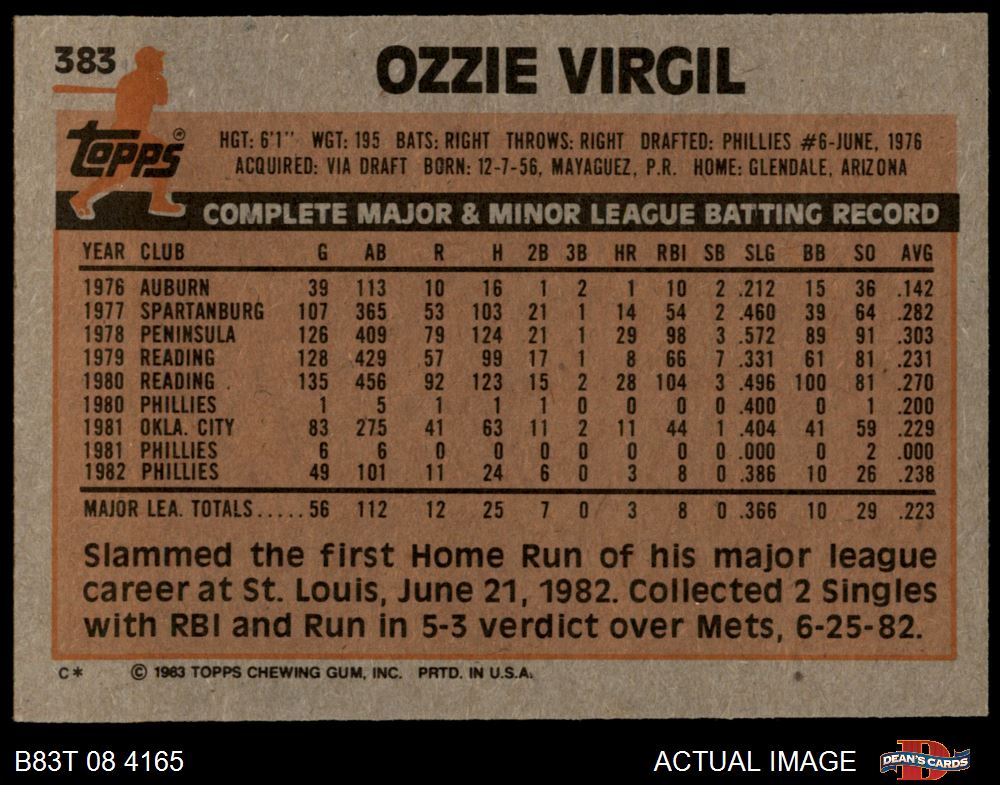 383
OZZIE VIRGIL
Topps®
HGT: 6'1" WGT: 195 BATS: RIGHT THROWS: RIGHT DRAFTED: PHILLIES #6-JUNE, 1976
ACQUIRED: VIA DRAFT BORN: 12-7-56, MAYAGUEZ, P.R. HOME: GLENDALE, ARIZONA
COMPLETE MAJOR & MINOR LEAGUE BATTING RECORD
YEAR CLUB G AB R H 2B 3B HR RBI SB SLG BB SO AVG
1976 AUBURN 39 113 10 16 1 2 1 10 2 .212 15 36 .142
1977 SPARTANBURG 107 365 53 103 21 1 14 54 2 .460 39 64 .282
1978 PENINSULA 126 409 79 124 21 1 29 98 3 .572 89 91 .303
1979 READING 128 429 57 99 17 1 8 66 7 .331 61 81 .231
1980 READING 135 456 92 123 15 2 28 104 3 .496 100 81 .270
1980 PHILLIES 1 5 1 1 1 0 0 0 0 .400 0 1 .200
1981 OKLA. CITY 83 275 41 63 11 2 11 44 1 .404 41 59 .229
1981 PHILLIES 6 6 0 0 0 0 0 0 0 .000 0 2 .000
1982 PHILLIES 49 101 11 24 6 0 3 8 0 .386 10 26 .238
MAJOR LEA. TOTALS.....56 112 12 25 7 0 3 8 0 .366 10 29 .223
Slammed the first Home Run of his major league
career at St. Louis, June 21, 1982. Collected 2 Singles
with RBI and Run in 5-3 verdict over Mets, 6-25-82.
C* © 1983 TOPPS CHEWING GUM, INC. PRTD. IN U.S.A.
B83T 08 4165 ACTUAL IMAGE DEAN'S CARDS